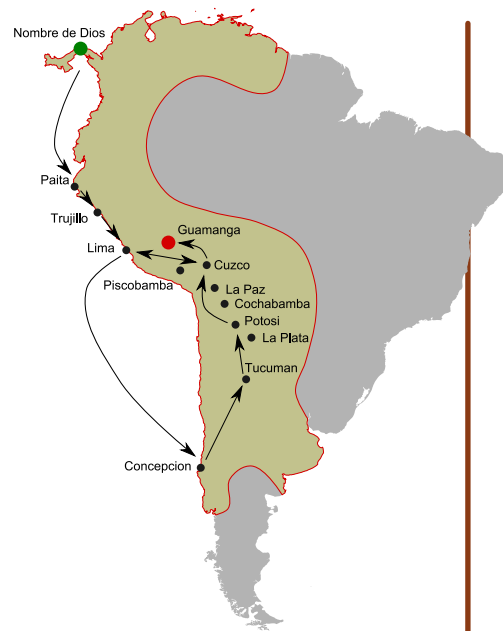 Nombre de Dios
Paita
Trujillo
Guamanga
Lima
Cuzco
Piscobamba
La Paz
Cochabamba
Potosi
La Plata
Tucuman
Concepcion